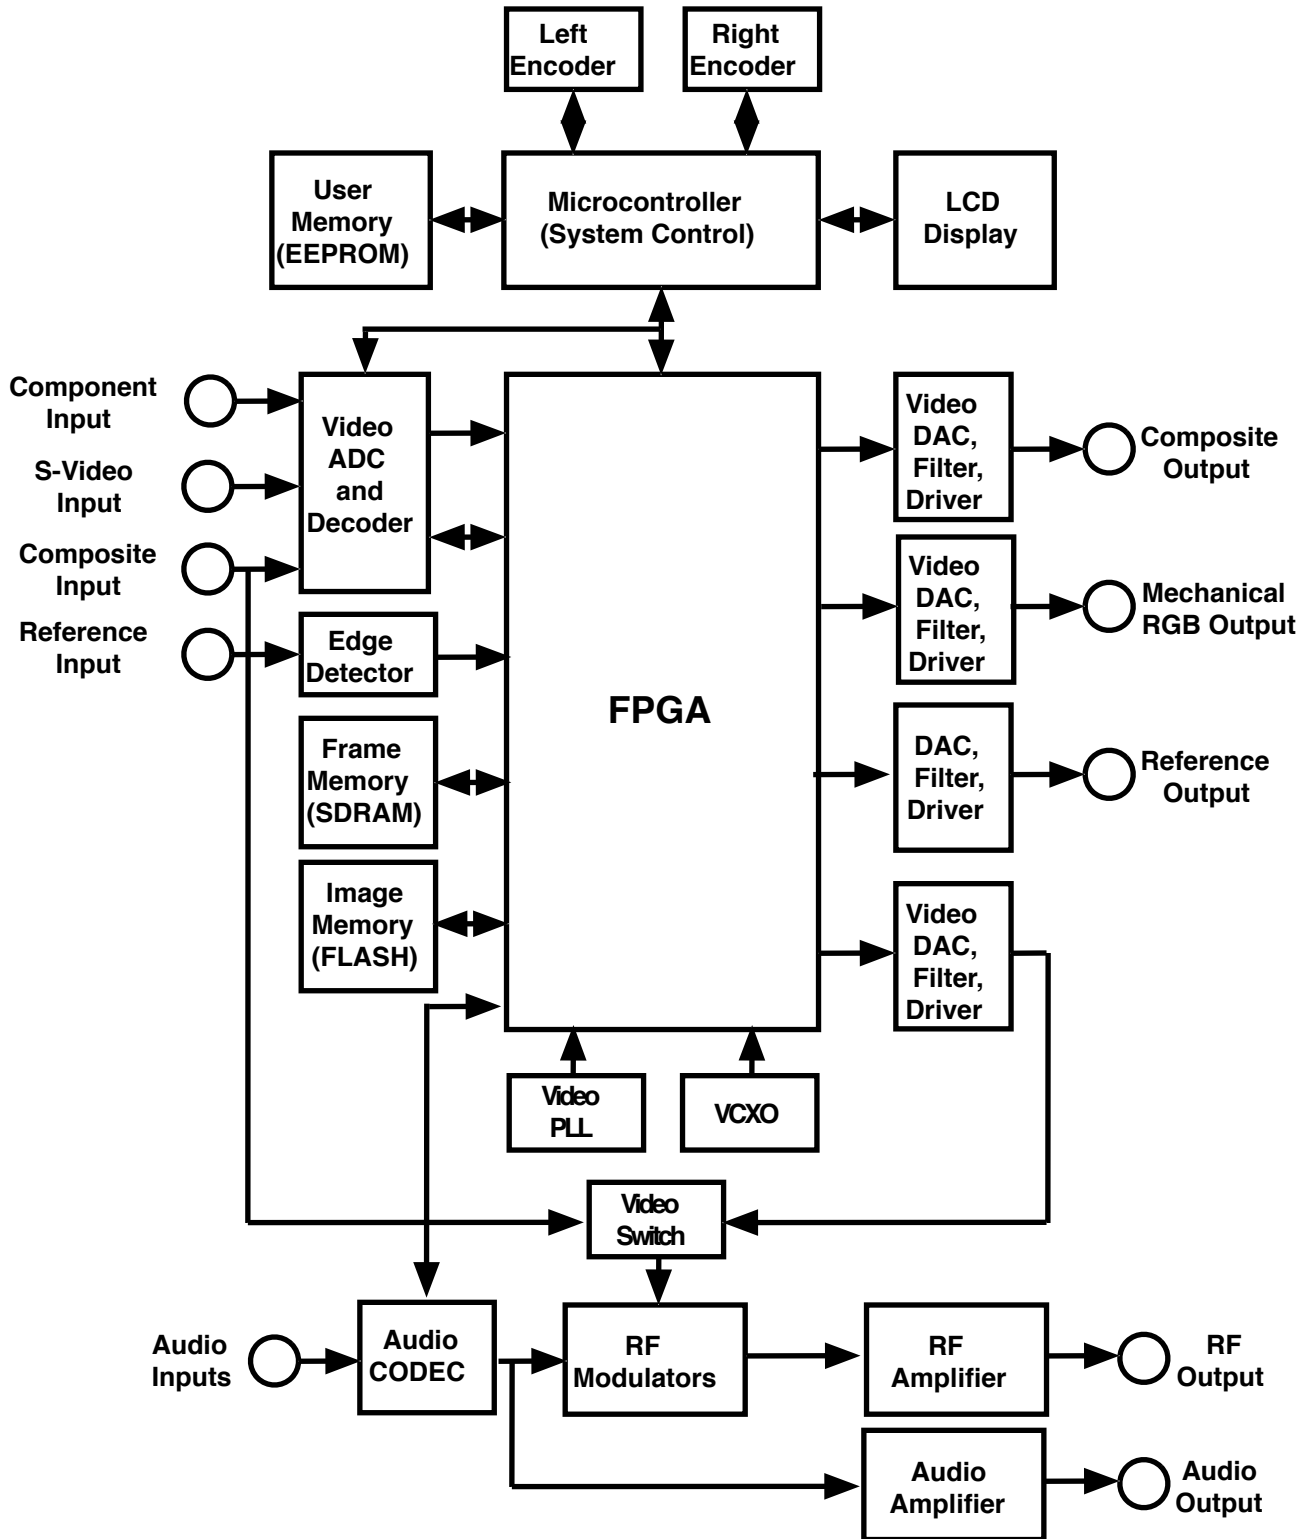 Left
Encoder
Right
Encoder
User
Memory
(EEPROM)
Microcontroller
(System Control)
LCD
Display
Component
Input
S-Video
Input
Composite
Input
Reference
Input
Video
ADC
and
Decoder
Edge
Detector
Frame
Memory
(SDRAM)
Image
Memory
(FLASH)
FPGA
Video
DAC,
Filter,
Driver
Composite
Output
Video
DAC,
Filter,
Driver
Mechanical
RGB Output
DAC,
Filter,
Driver
Reference
Output
Video
DAC,
Filter,
Driver
Video
PLL
VCXO
Video
Switch
Audio
Inputs
Audio
CODEC
RF
Modulators
RF
Amplifier
RF
Output
Audio
Amplifier
Audio
Output